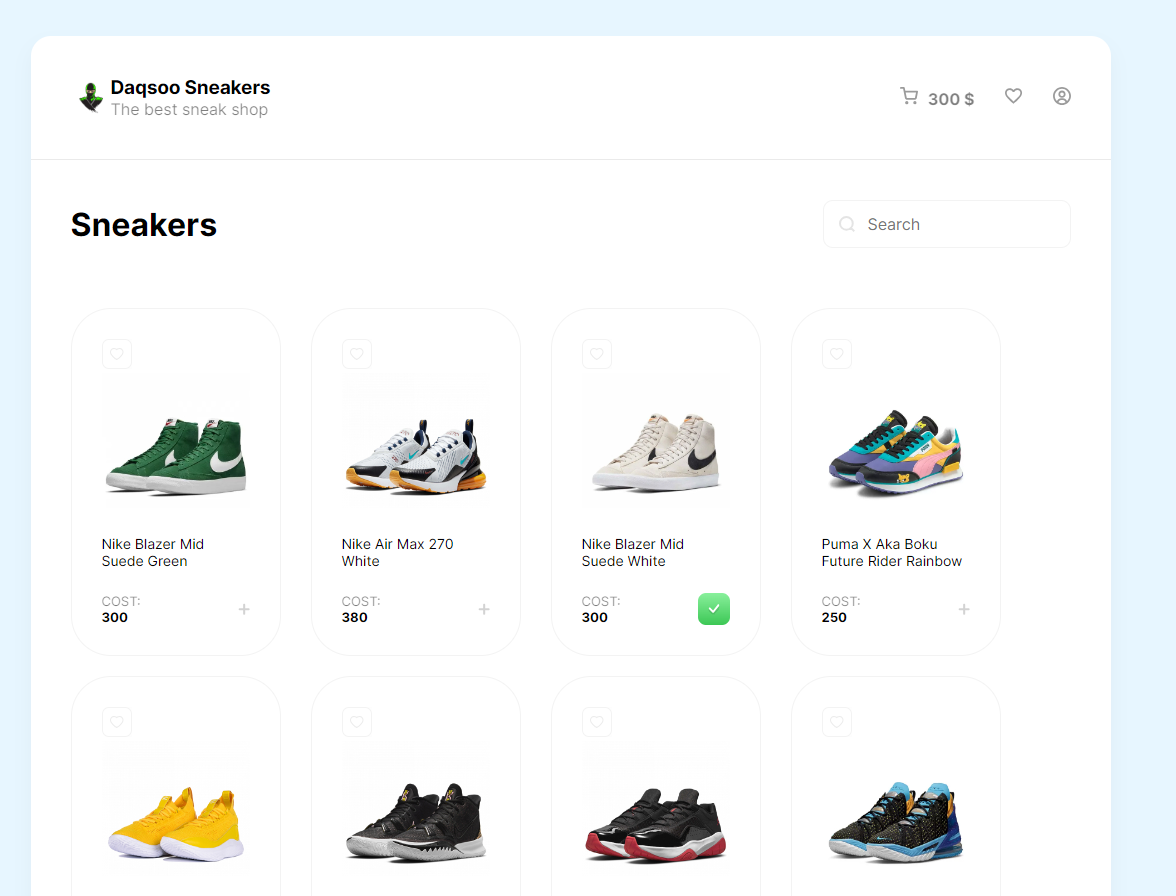 Daqsoo Sneakers
The best sneak shop
300 $
Sneakers
Search
Nike Blazer Mid
Suede Green
COST:
300
Nike Air Max 270
White
COST:
380
Nike Blazer Mid
Suede White
COST:
300
Puma X Aka Boku
Future Rider Rainbow
COST:
250